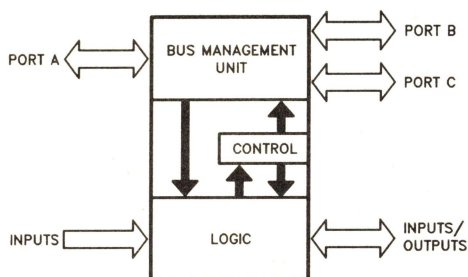 PORT A
BUS MANAGEMENT
UNIT
PORT B
PORT C
CONTROL
INPUTS
LOGIC
INPUTS/
OUTPUTS